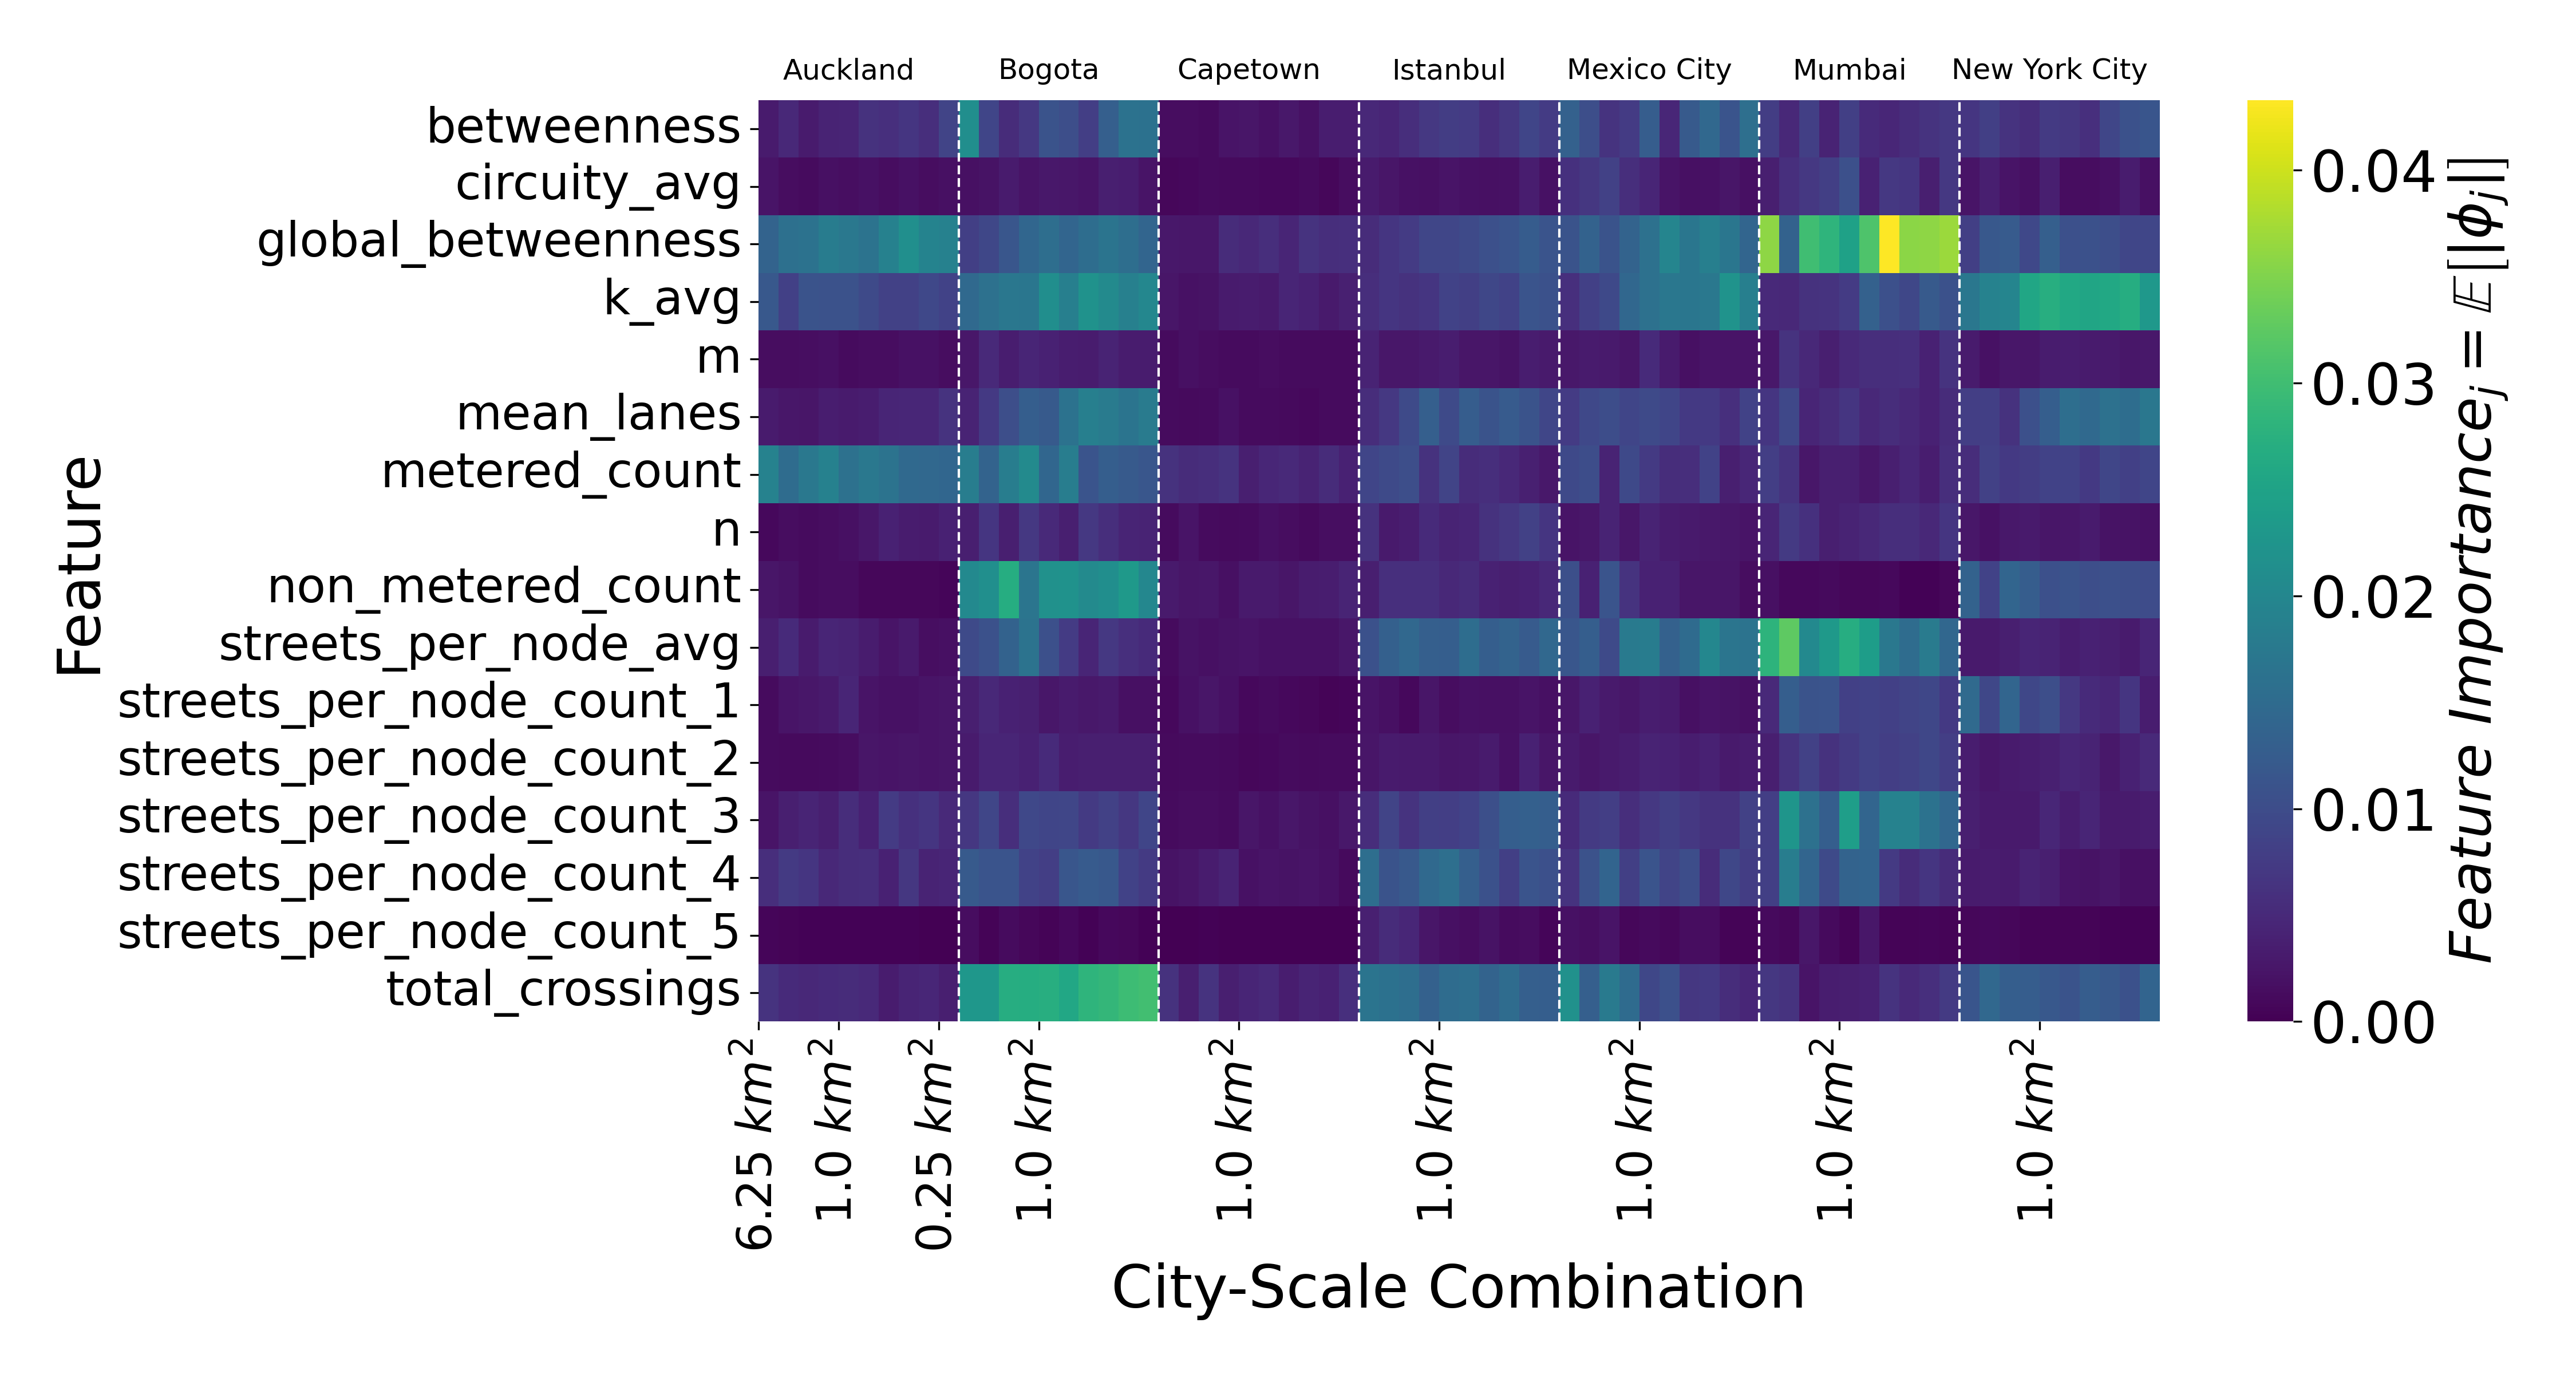 Auckland Bogota Capetown Istanbul Mexico City Mumbai New York City
Feature
betweenness
circuity_avg
global_betweenness
k_avg
m
mean_lanes
metered_count
n
non_metered_count
streets_per_node_avg
streets_per_node_count_1
streets_per_node_count_2
streets_per_node_count_3
streets_per_node_count_4
streets_per_node_count_5
total_crossings
6.25 km²
1.0 km²
0.25 km²
1.0 km²
1.0 km²
1.0 km²
1.0 km²
1.0 km²
1.0 km²
City-Scale Combination
0.04
0.03
0.02
0.01
0.00
Feature Importance_j = 𝔼[||ϕ_j||]